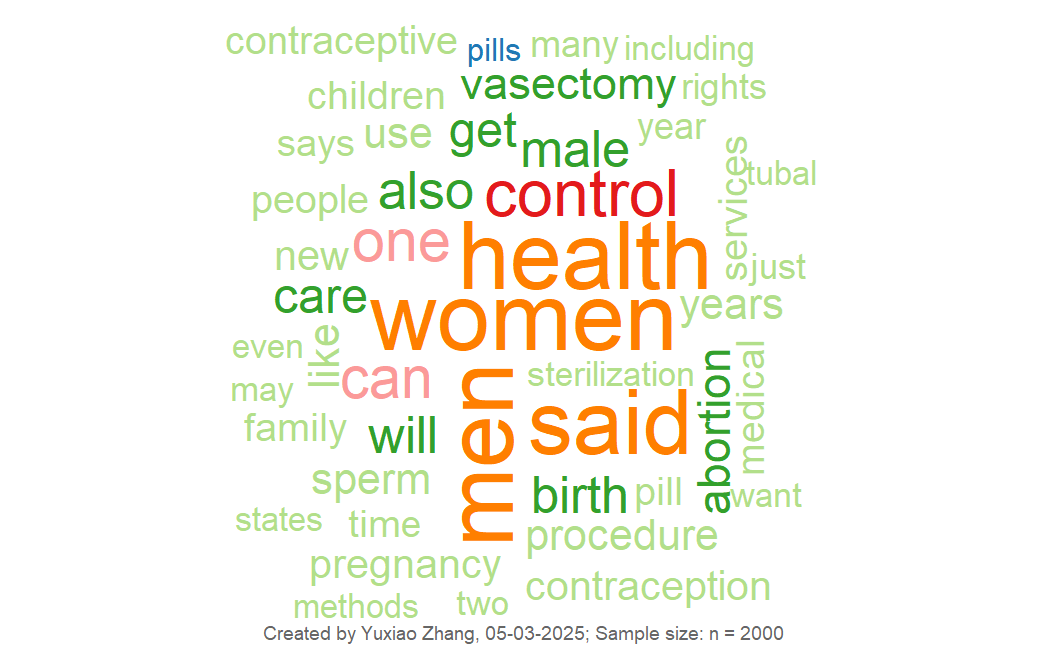 contraceptive pills many including
children vasectomy rights
says use get male year
people also control services tubal
new one health just
care women years
even like can sterilization
may men said abortion medical
family will
sperm birth pill want
states time procedure
pregnancy contraception
methods two
Created by Yuxiao Zhang, 05-03-2025; Sample size: n = 2000